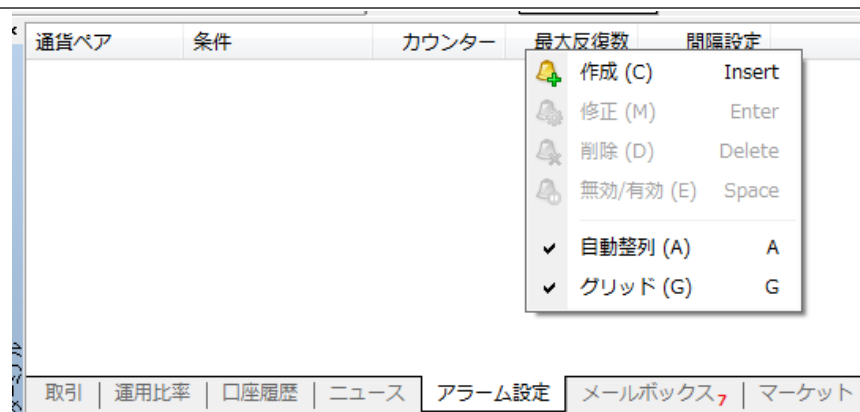 通貨ペア 条件 カウンター 最大反復数 間隔設定
作成 (C) Insert
修正 (M) Enter
削除 (D) Delete
無効/有効 (E) Space
自動整列 (A) A
グリッド (G) G
取引 | 運用比率 | 口座履歴 | ニュース アラーム設定 メールボックス 7 | マーケット